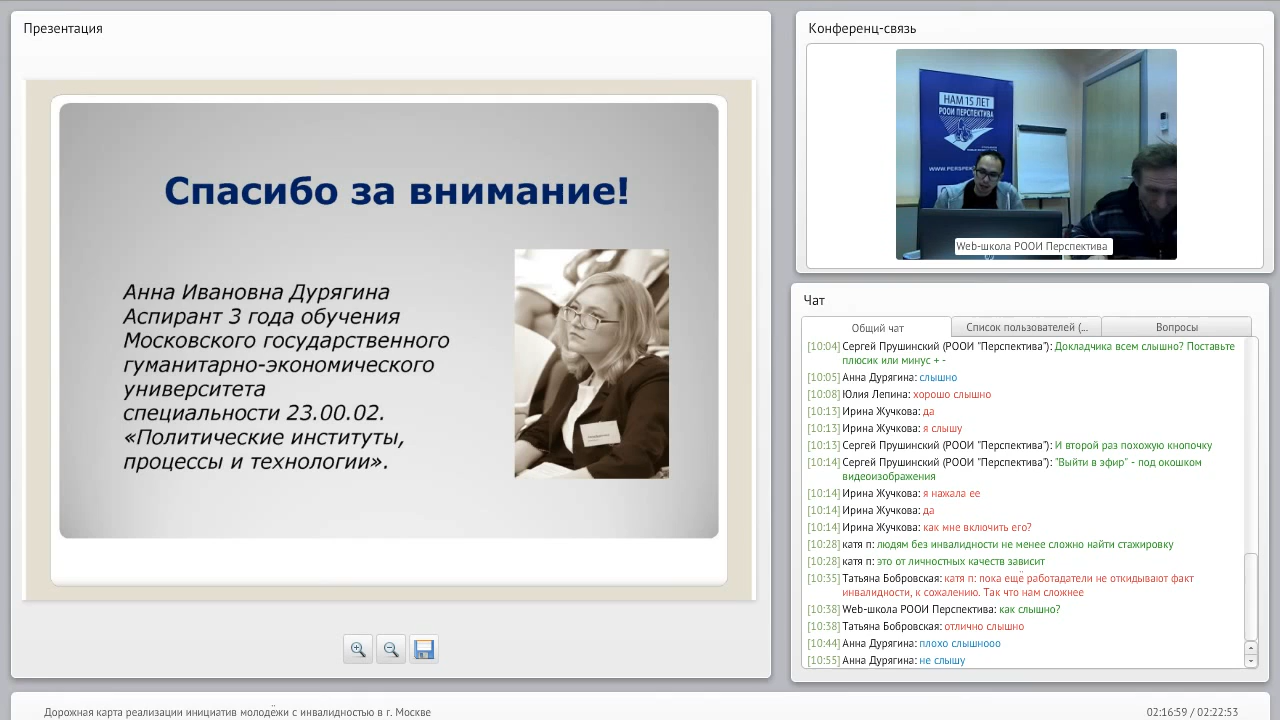 Презентация
Спасибо за внимание!
Анна Ивановна Дурягина
Аспирант 3 года обучения
Московского государственного
гуманитарно-экономического
университета
специальности 23.00.02.
«Политические институты,
процессы и технологии».
Конференц-связь
НАМ 15 ЛЕТ
РООИ ПЕРСПЕКТИВА
Web-школа РООИ Перспектива
Чат
Общий чат
Список пользователей (...
Вопросы
[10:04] Сергей Прушинский (РООИ "Перспектива"): Докладчика всем слышно? Поставьте
плюсик или минус + -
[10:05] Анна Дурягина: слышно
[10:08] Юлия Лепина: хорошо слышно
[10:13] Ирина Жучкова: да
[10:13] Ирина Жучкова: я слышу
[10:13] Сергей Прушинский (РООИ "Перспектива"): И второй раз похожую кнопочку
[10:14] Сергей Прушинский (РООИ "Перспектива"): "Выйти в эфир" - под окошком
видеоизображения
[10:14] Ирина Жучкова: я нажала ее
[10:14] Ирина Жучкова: да
[10:14] Ирина Жучкова: как мне включить его?
[10:28] катя п: людям без инвалидности не менее сложно найти стажировку
[10:28] катя п: это от личностных качеств зависит
[10:35] Татьяна Бобровская: катя п: пока ещё работадатели не откидывают факт
инвалидности, к сожалению. Так что нам сложнее
[10:38] Web-школа РООИ Перспектива: как слышно?
[10:38] Татьяна Бобровская: отлично слышно
[10:44] Анна Дурягина: плохо слышнооо
[10:55] Анна Дурягина: не слышу
Дорожная карта реализации инициатив молодёжи с инвалидностью в г. Москве
02:16:59 / 02:22:53